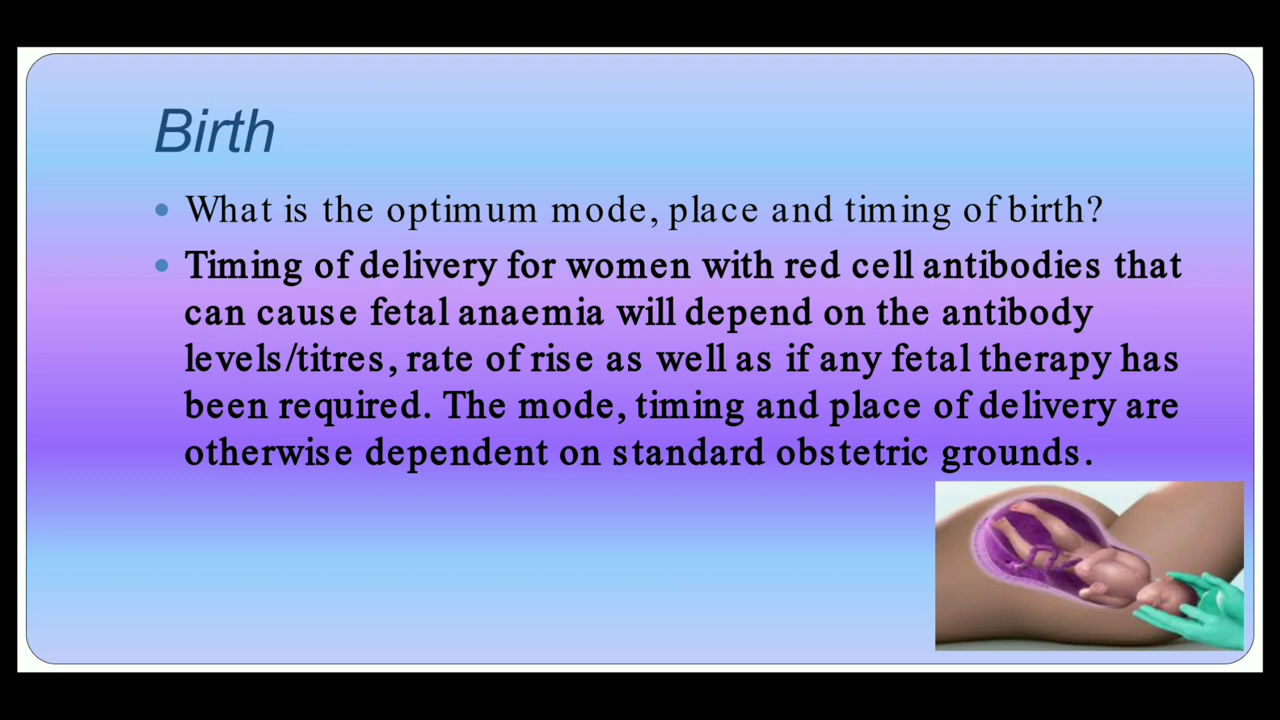 Birth
What is the optimum mode, place and timing of birth?
Timing of delivery for women with red cell antibodies that
can cause fetal anaemia will depend on the antibody
levels/titres, rate of rise as well as if any fetal therapy has
been required. The mode, timing and place of delivery are
otherwise dependent on standard obstetric grounds.